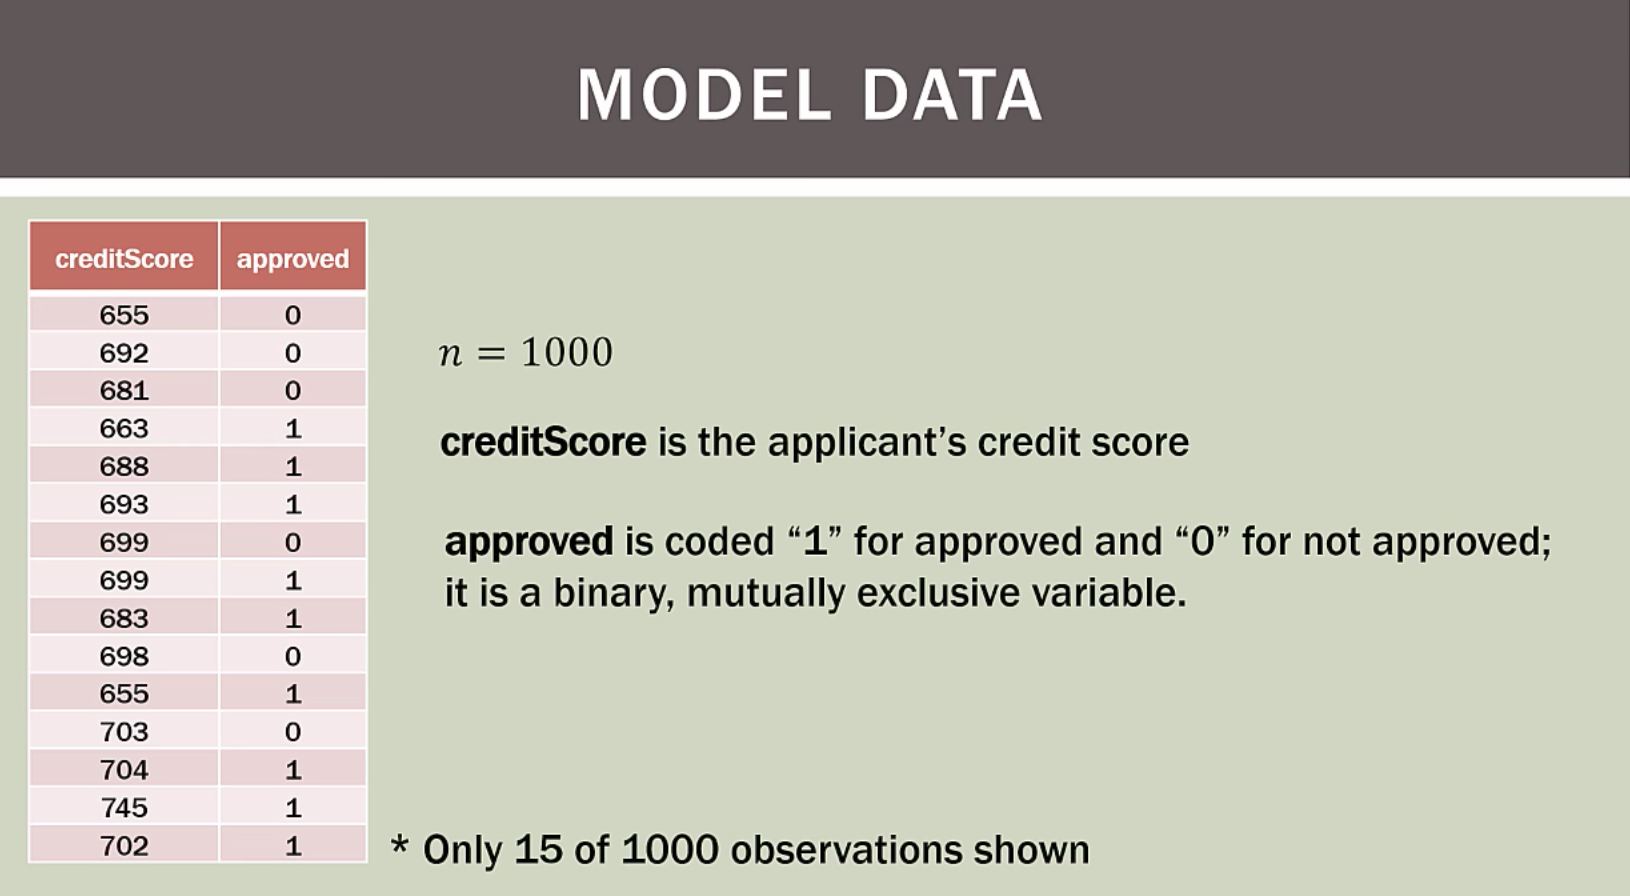 MODEL DATA
creditScore approved
655 0
692 0
681 0
663 1
688 1
693 1
699 0
699 1
683 1
698 0
655 1
703 0
704 1
745 1
702 1
n = 1000
creditScore is the applicant’s credit score
approved is coded “1” for approved and “0” for not approved;
it is a binary, mutually exclusive variable.
* Only 15 of 1000 observations shown